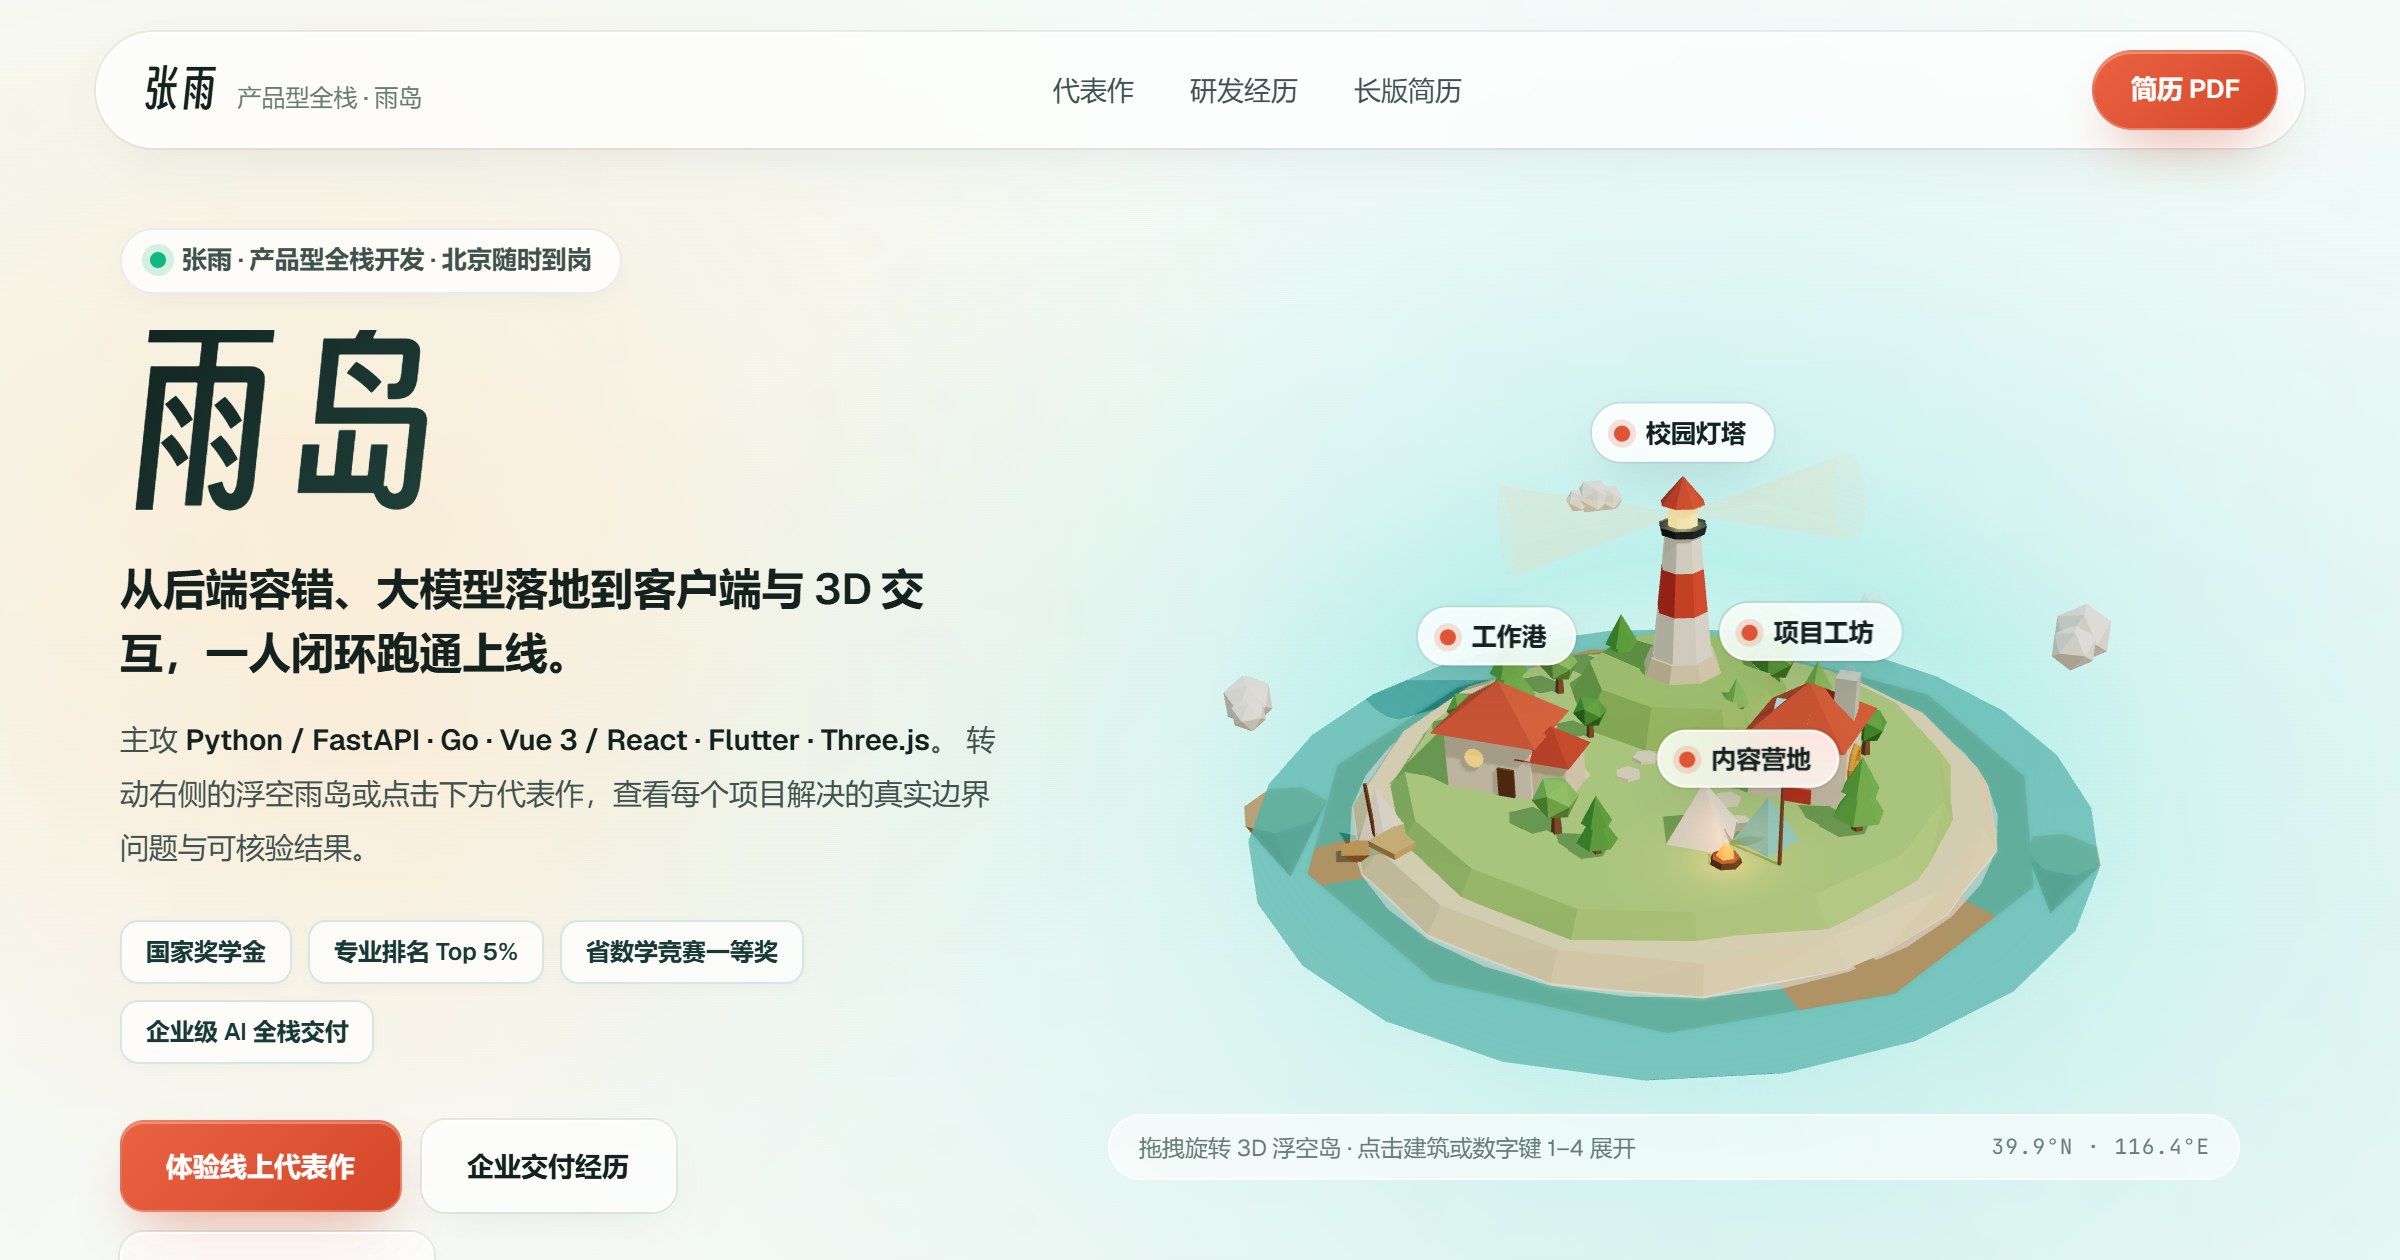 张雨 产品型全栈 · 雨岛
代表作 研发经历 长版简历
简历 PDF
张雨 · 产品型全栈开发 · 北京随时到岗
雨岛
从后端容错、大模型落地到客户端与 3D 交
互，一人闭环跑通上线。
主攻 Python / FastAPI · Go · Vue 3 / React · Flutter · Three.js。 转
动右侧的浮空雨岛或点击下方代表作，查看每个项目解决的真实边界
问题与可核验结果。
国家奖学金
专业排名 Top 5%
省数学竞赛一等奖
企业级 AI 全栈交付
体验线上代表作
企业交付经历
校园灯塔
工作港
项目工坊
内容营地
拖拽旋转 3D 浮空岛 · 点击建筑或数字键 1–4 展开
39.9°N · 116.4°E